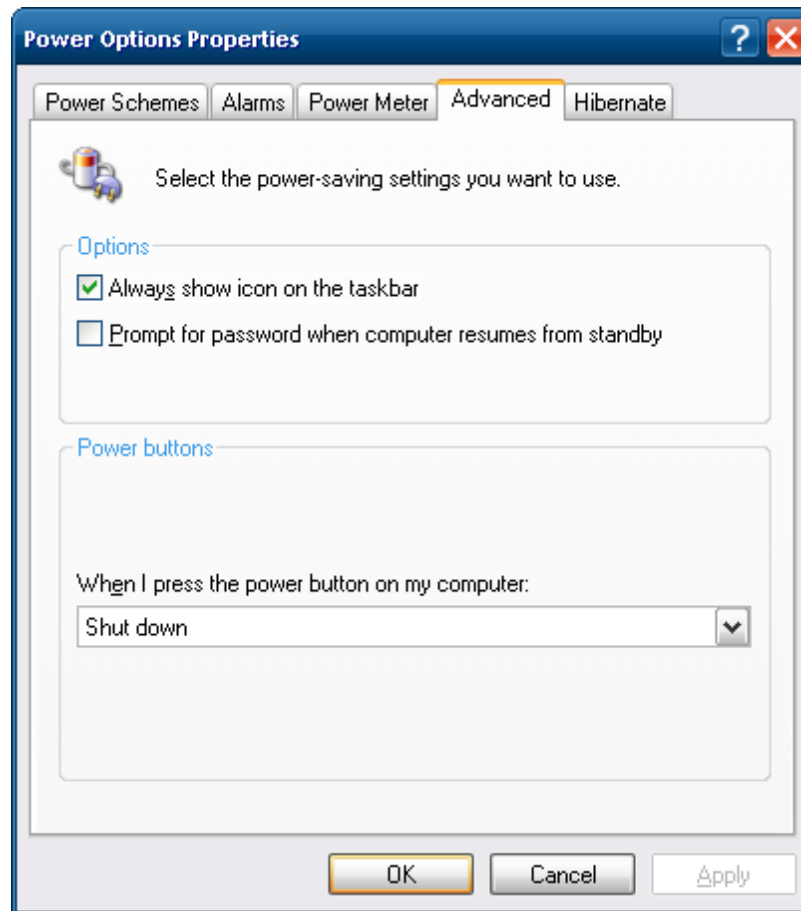 Power Options Properties
?
Power Schemes Alarms Power Meter Advanced Hibernate
Select the power-saving settings you want to use.
Options
Always show icon on the taskbar
Prompt for password when computer resumes from standby
Power buttons
When I press the power button on my computer:
Shut down
OK Cancel Apply